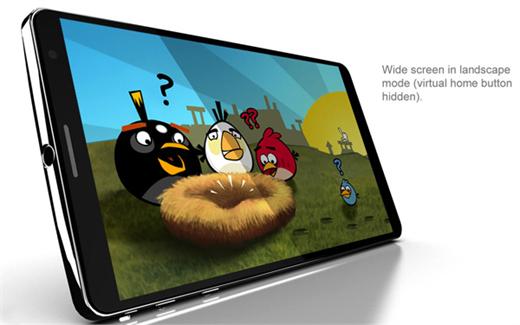 Wide screen in landscape
mode (virtual home button
hidden).
?
??
?